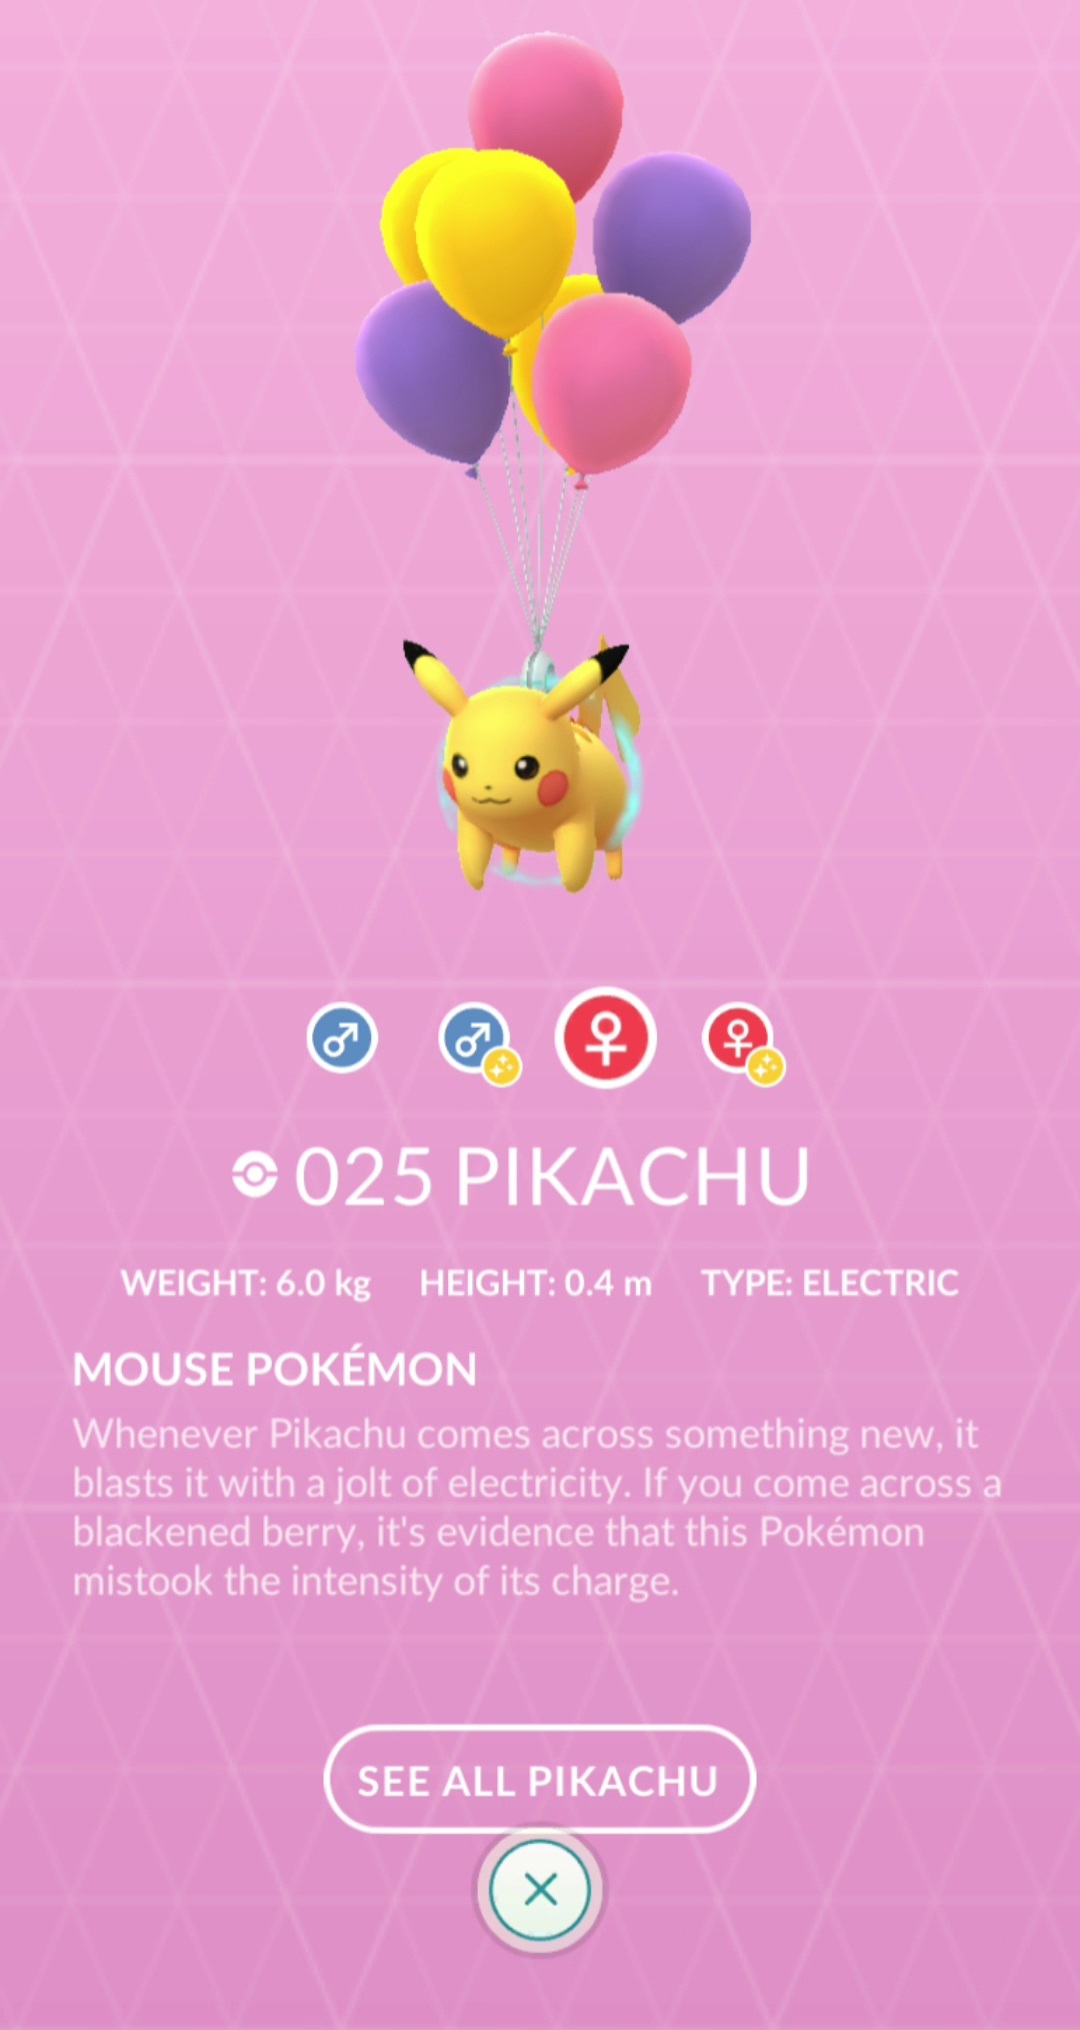 025 PIKACHU
WEIGHT: 6.0 kg HEIGHT: 0.4 m TYPE: ELECTRIC
MOUSE POKÉMON
Whenever Pikachu comes across something new, it
blasts it with a jolt of electricity. If you come across a
blackened berry, it's evidence that this Pokémon
mistook the intensity of its charge.
SEE ALL PIKACHU